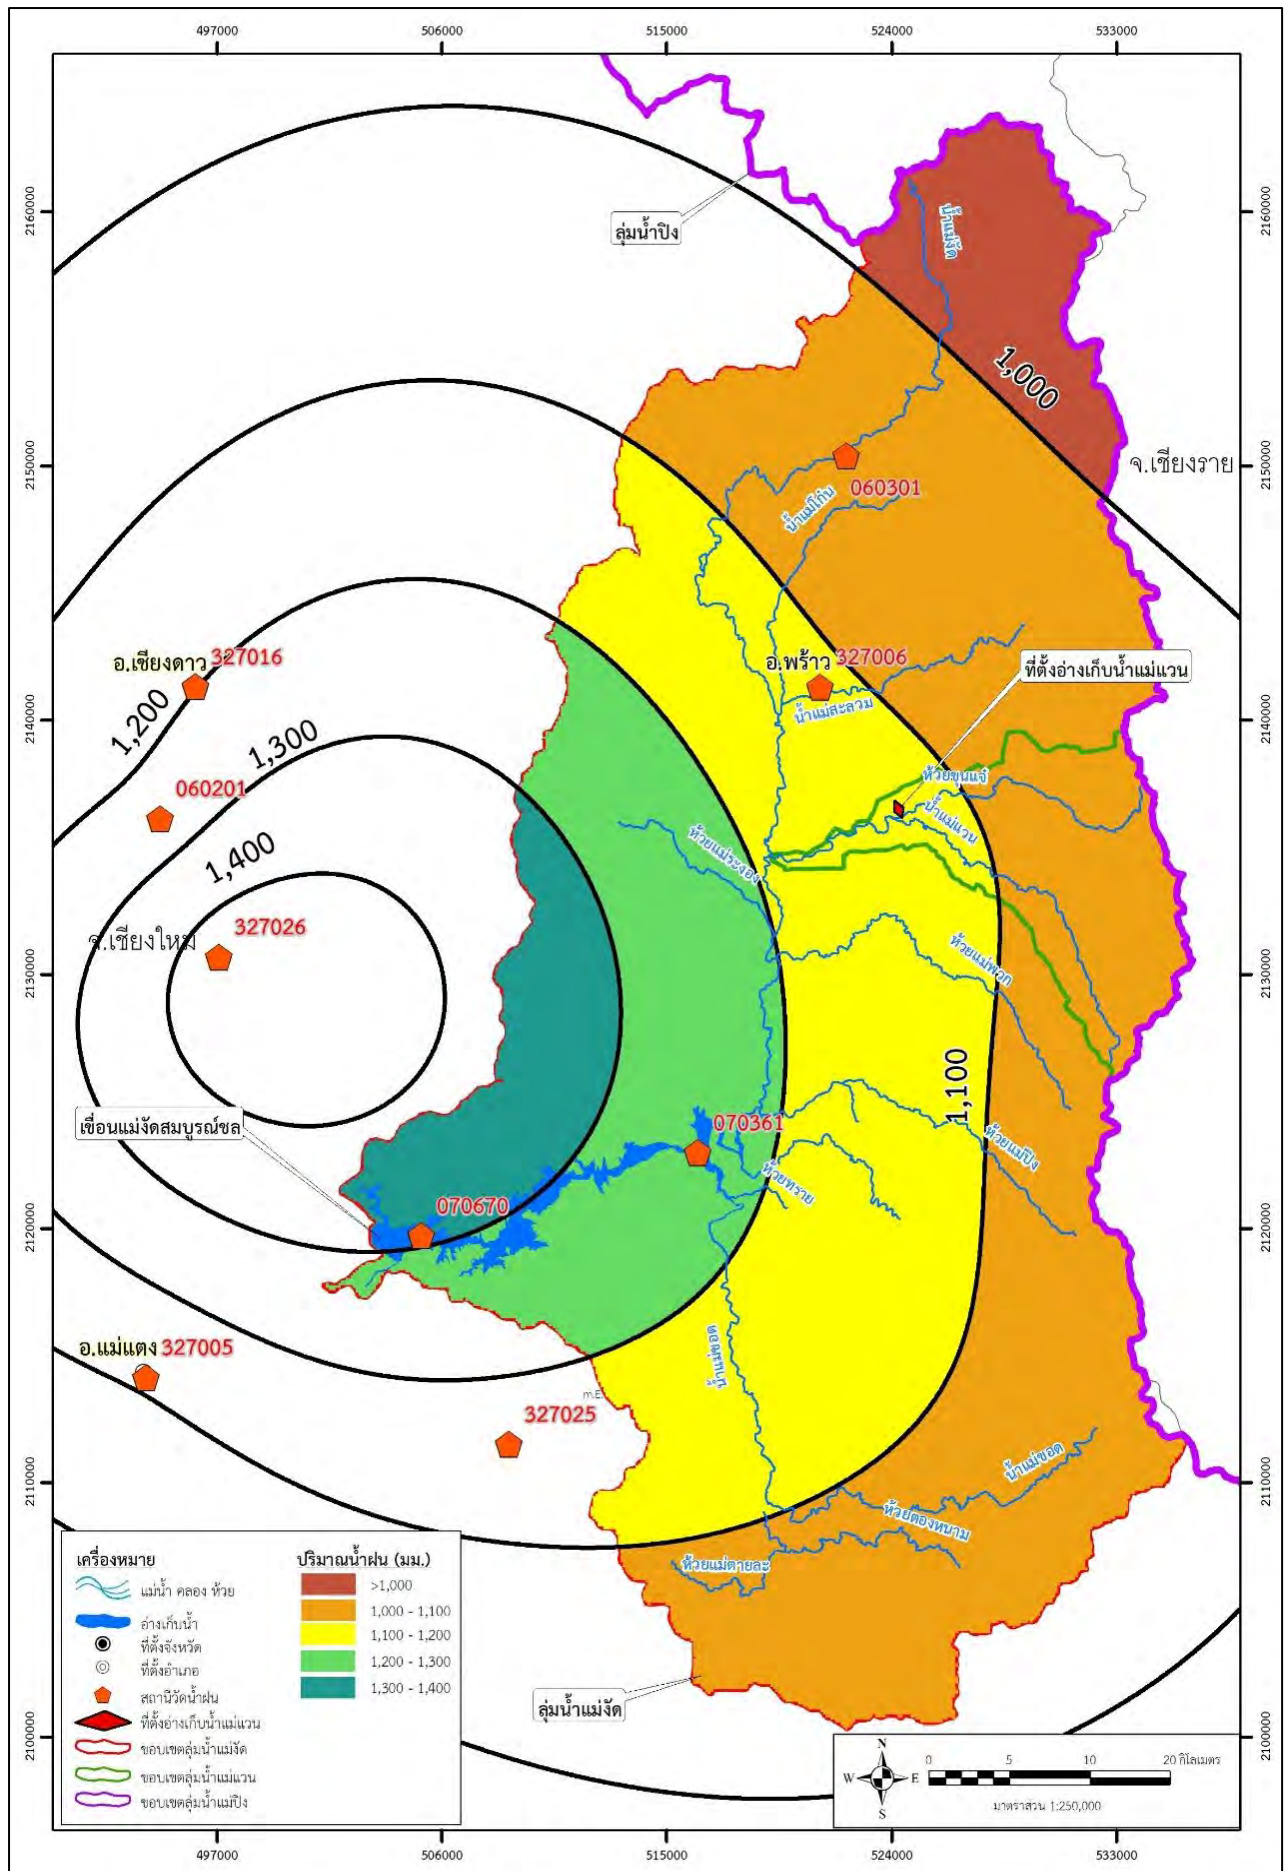 497000 506000 515000 524000 533000
2160000 2160000
ลุ่มน้ำปิง
น้ำแม่งัด
1,000
2150000 จ.เชียงราย 2150000
060301
น้ำแม่โก๋น
อ.เชียงดาว 327016
อ.พร้าว 327006
ที่ตั้งอ่างเก็บน้ำแม่แวน
1,200
2140000 น้ำแม่สะลวม 2140000
1,300
ห้วยขุนแจ๋
060201
น้ำแม่แวน
1,400
ห้วยแม่ระงอง
327026
จ.เชียงใหม่
ห้วยแม่พวก
2130000 2130000
1,100
เขื่อนแม่งัดสมบูรณ์ชล
070361
ห้วยแม่ปิง
ห้วยทราย
070670
2120000 2120000
อ.แม่แตง 327005
น้ำแม่ขอด
m.E.
327025
น้ำแม่ขอด
2110000 2110000
ห้วยตองหนาม
ห้วยแม่ตายละ
ลุ่มน้ำแม่งัด
2100000 2100000
เครื่องหมาย
แม่น้ำ คลอง ห้วย
อ่างเก็บน้ำ
ที่ตั้งจังหวัด
ที่ตั้งอำเภอ
สถานีวัดน้ำฝน
ที่ตั้งอ่างเก็บน้ำแม่แวน
ขอบเขตลุ่มน้ำแม่งัด
ขอบเขตลุ่มน้ำแม่แวน
ขอบเขตลุ่มน้ำแม่ปิง
ปริมาณน้ำฝน (มม.)
>1,000
1,000 - 1,100
1,100 - 1,200
1,200 - 1,300
1,300 - 1,400
N
W E
S
0 5 10 20 กิโลเมตร
มาตราส่วน 1:250,000
497000 506000 515000 524000 533000